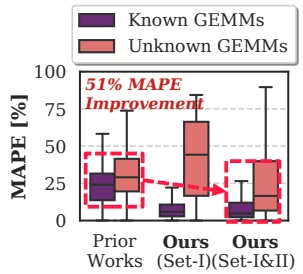 Known GEMMs
Unknown GEMMs
100
51% MAPE
Improvement
75
50
25
0
MAPE [%]
Prior
Works
Ours
(Set-I)
Ours
(Set-I&II)